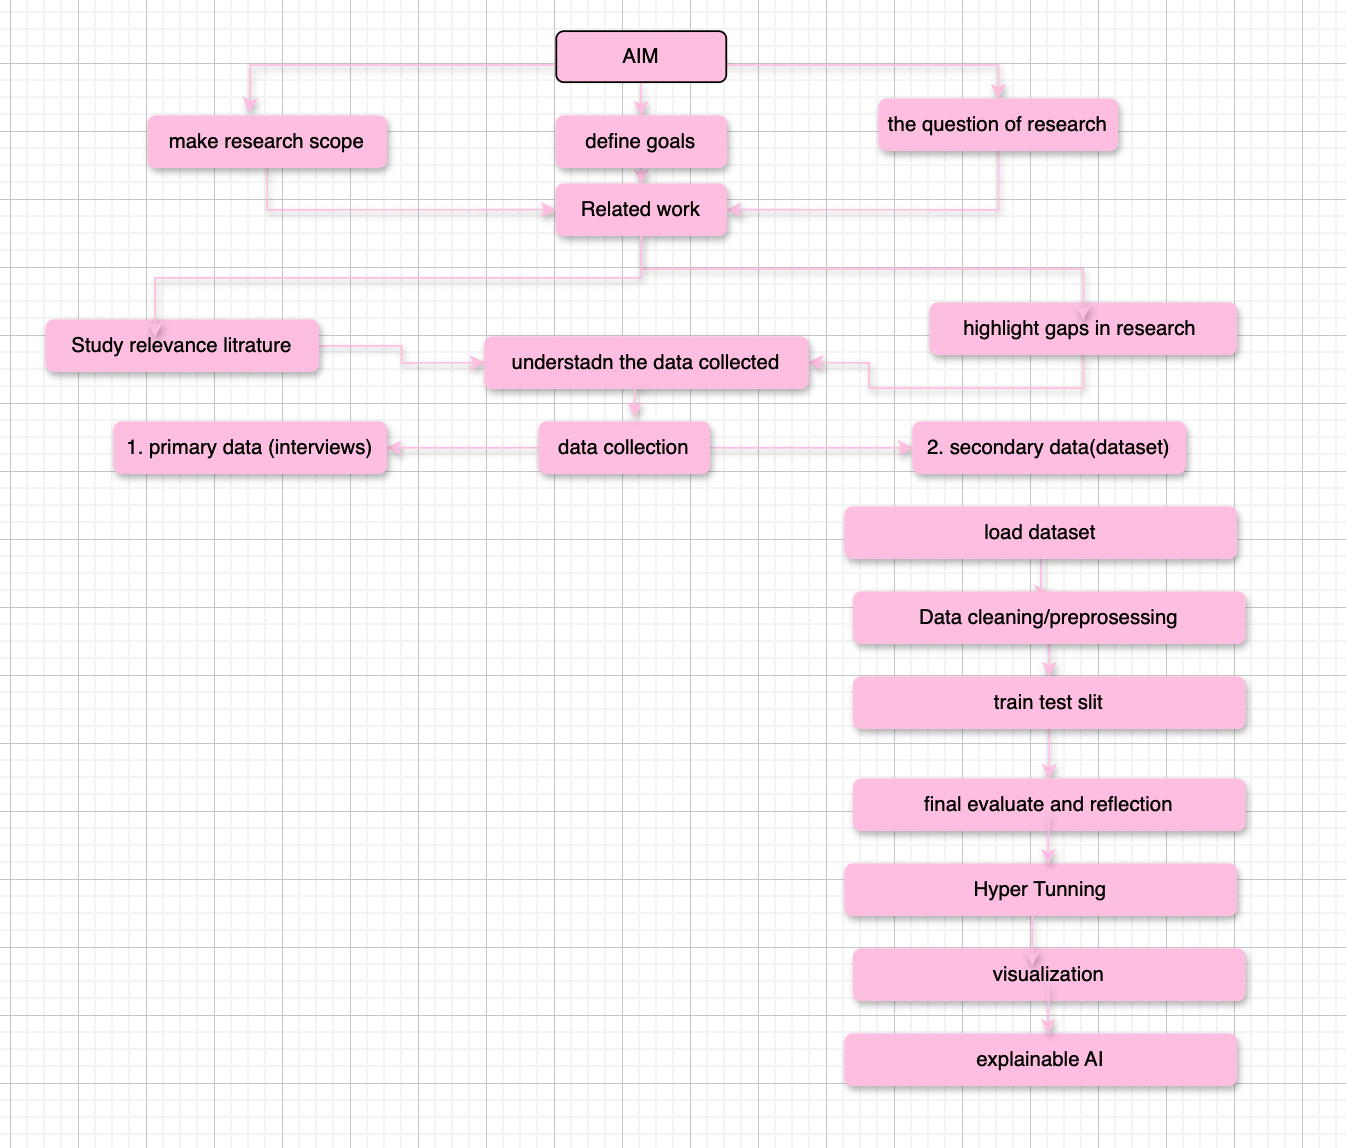 AIM
make research scope
define goals
the question of research
Related work
Study relevance litrature
understadn the data collected
highlight gaps in research
1. primary data (interviews)
data collection
2. secondary data(dataset)
load dataset
Data cleaning/preprosessing
train test slit
final evaluate and reflection
Hyper Tunning
visualization
explainable AI